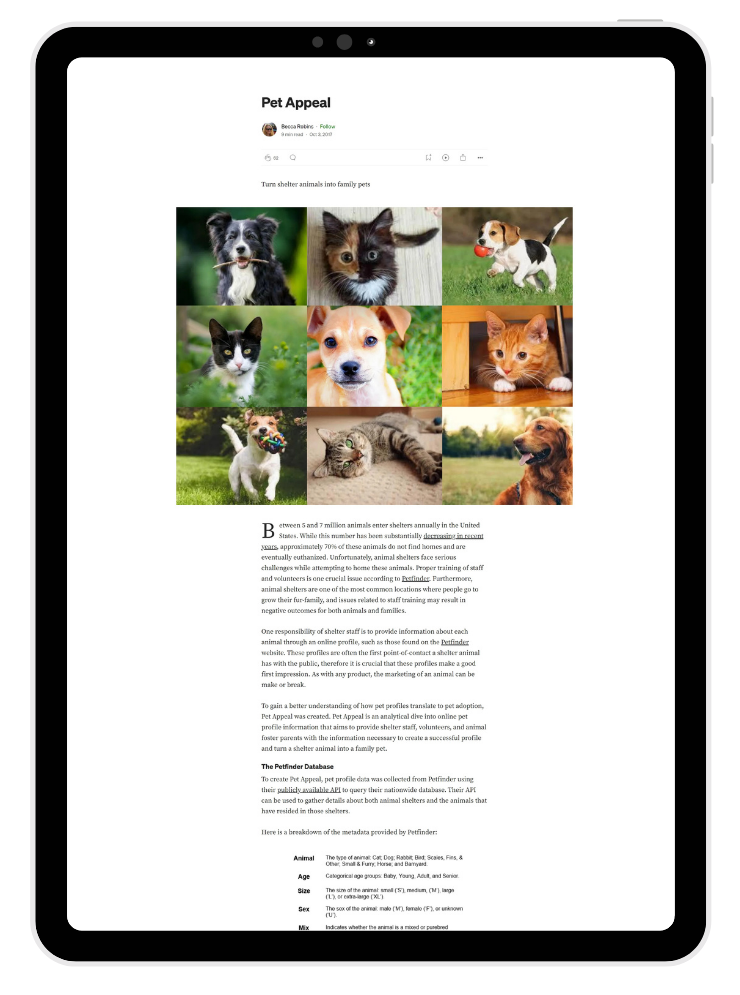 Pet Appeal
Becca Robins · Follow
9 min read · Oct 3, 2017
62
Turn shelter animals into family pets
Between 5 and 7 million animals enter shelters annually in the United
States. While this number has been substantially decreasing in recent
years, approximately 70% of these animals do not find homes and are
eventually euthanized. Unfortunately, animal shelters face serious
challenges while attempting to home these animals. Proper training of staff
and volunteers is one crucial issue according to Petfinder. Furthermore,
animal shelters are one of the most common locations where people go to
grow their fur-family, and issues related to staff training may result in
negative outcomes for both animals and families.
One responsibility of shelter staff is to provide information about each
animal through an online profile, such as those found on the Petfinder
website. These profiles are often the first point-of-contact a shelter animal
has with the public, therefore it is crucial that these profiles make a good
first impression. As with any product, the marketing of an animal can be
make or break.
To gain a better understanding of how pet profiles translate to pet adoption,
Pet Appeal was created. Pet Appeal is an analytical dive into online pet
profile information that aims to provide shelter staff, volunteers, and animal
foster parents with the information necessary to create a successful profile
and turn a shelter animal into a family pet.
The Petfinder Database
To create Pet Appeal, pet profile data was collected from Petfinder using
their publicly available API to query their nationwide database. Their API
can be used to gather details about both animal shelters and the animals that
have resided in those shelters.
Here is a breakdown of the metadata provided by Petfinder:
Animal The type of animal: Cat; Dog; Rabbit; Bird; Scales, Fins, &
Other; Small & Furry; Horse; and Barnyard.
Age Categorical age groups: Baby, Young, Adult, and Senior.
Size The size of the animal: small ('S'), medium, ('M'), large
('L'), or extra-large ('XL')
Sex The sex of the animal: male ('M'), female ('F'), or unknown
('U').
Mix Indicates whether the animal is a mixed or purebred